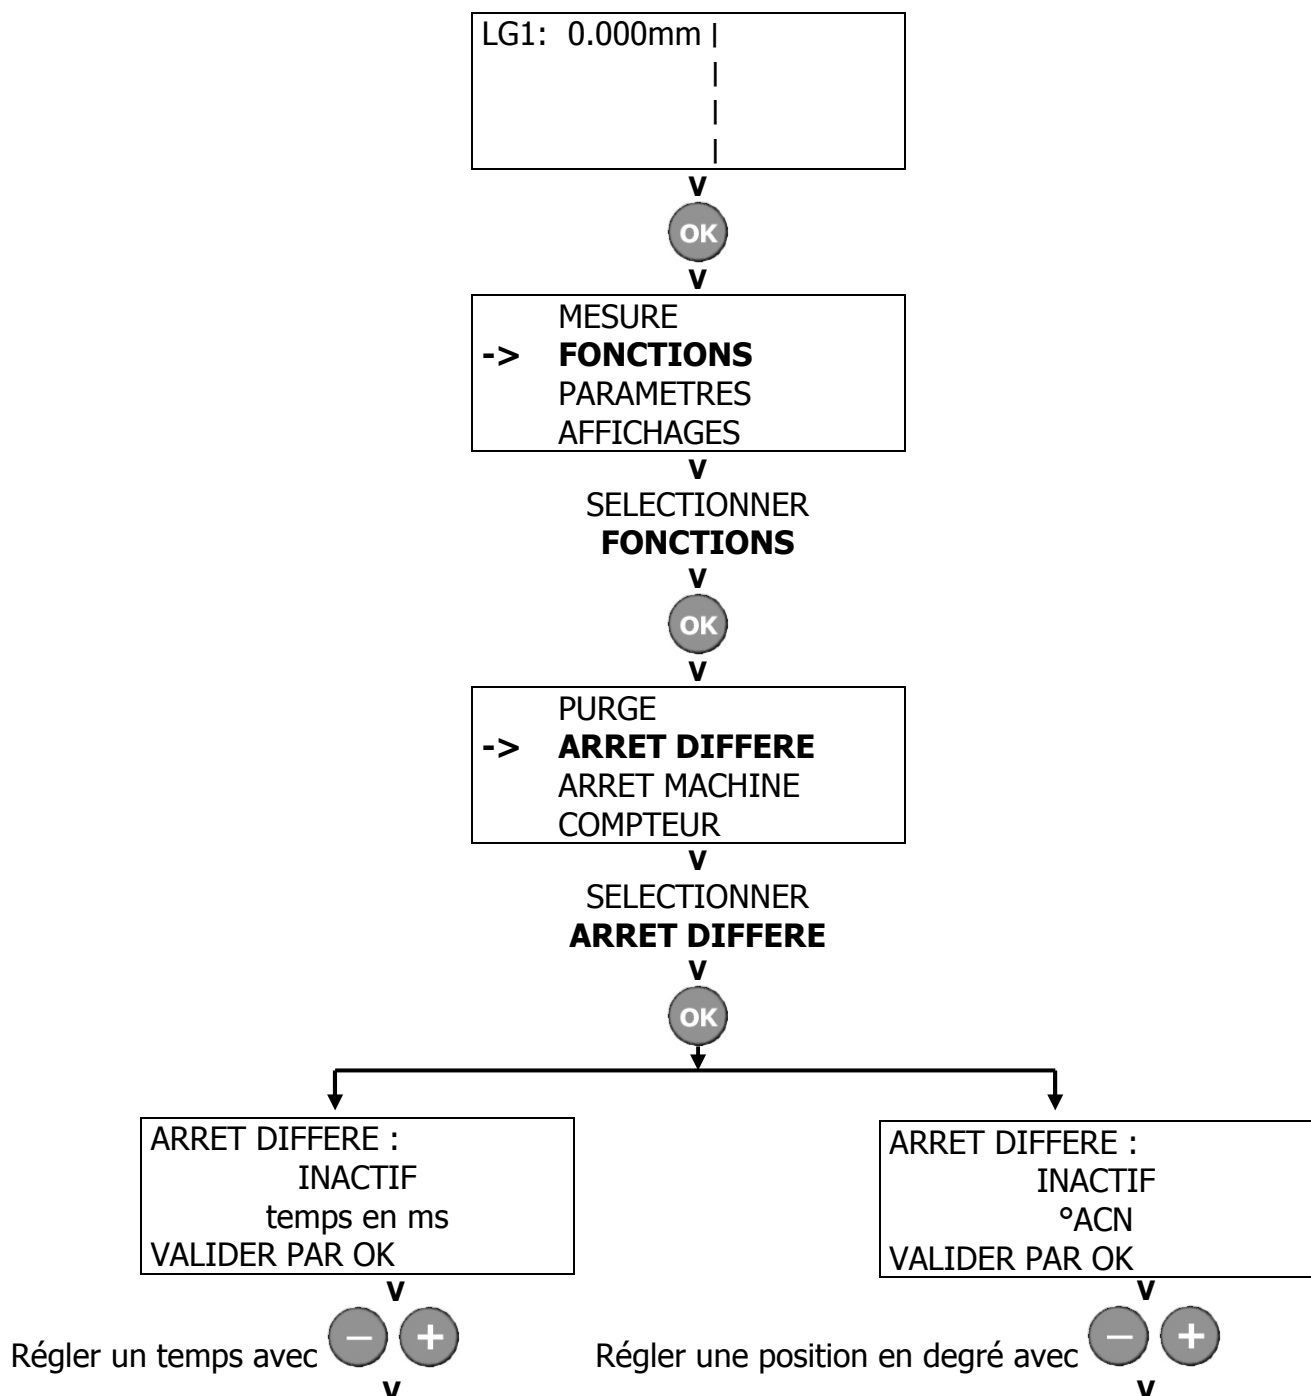 LG1: 0.000mm |
|
|
|
v
OK
v
MESURE
-> FONCTIONS
PARAMETRES
AFFICHAGES
v
SELECTIONNER
FONCTIONS
v
OK
v
PURGE
-> ARRET DIFFERE
ARRET MACHINE
COMPTEUR
v
SELECTIONNER
ARRET DIFFERE
v
OK
ARRET DIFFERE :
INACTIF
temps en ms
VALIDER PAR OK
v
Régler un temps avec − +
v
ARRET DIFFERE :
INACTIF
°ACN
VALIDER PAR OK
v
Régler une position en degré avec − +
v